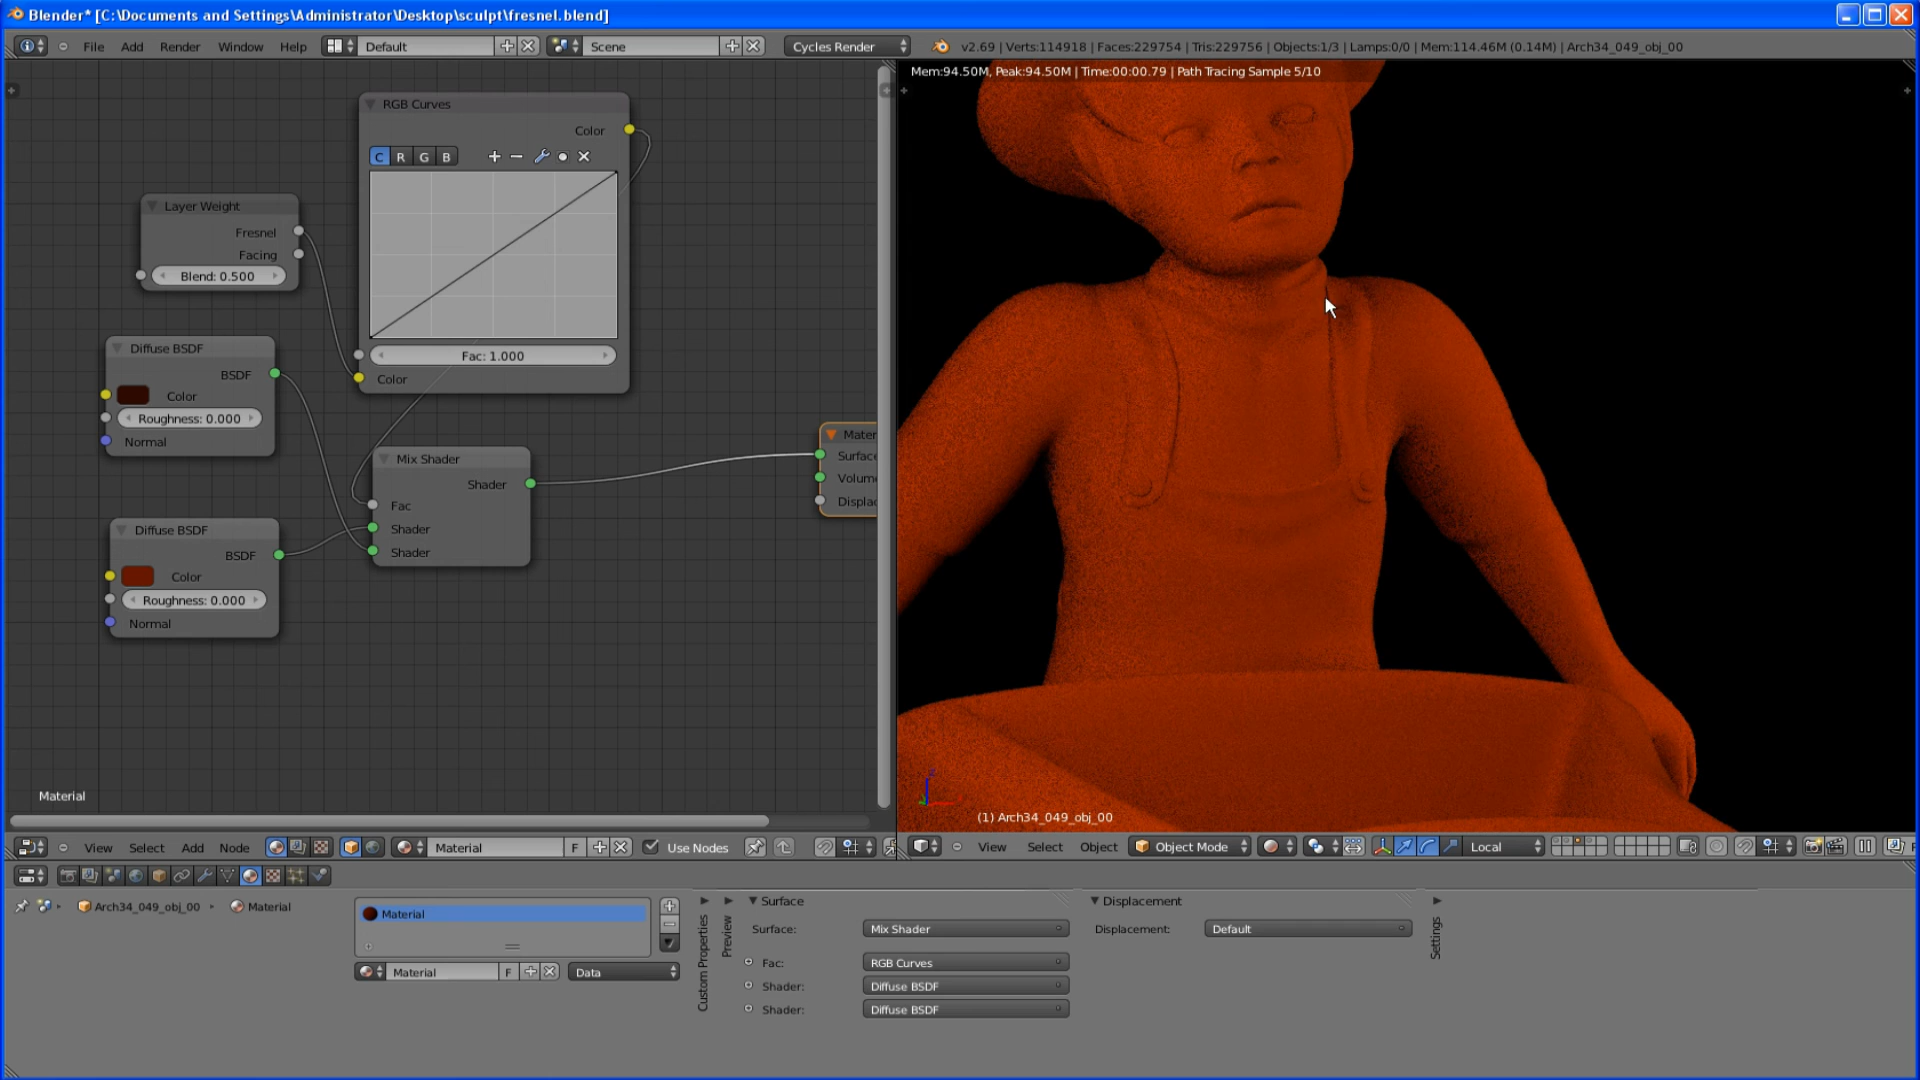 Blender* [C:\Documents and Settings\Administrator\Desktop\sculpt\fresnel.blend]
File Add Render Window Help Default Scene Cycles Render v2.69 | Verts:114918 | Faces:229754 | Tris:229756 | Objects:1/3 | Lamps:0/0 | Mem:114.46M (0.14M) | Arch34_049_obj_00
Mem:94.50M, Peak:94.50M | Time:00:00.79 | Path Tracing Sample 5/10
RGB Curves
Color
C R G B
Fac: 1.000
Color
Layer Weight
Fresnel
Facing
Blend: 0.500
Diffuse BSDF
BSDF
Color
Roughness: 0.000
Normal
Mix Shader
Shader
Fac
Shader
Shader
Diffuse BSDF
BSDF
Color
Roughness: 0.000
Normal
Mater
Surface
Volum
Displac
Material
(1) Arch34_049_obj_00
View Select Add Node Material F Use Nodes
View Select Object Object Mode Local
Arch34_049_obj_00 Material
Material
Material F Data
Custom Properties
Preview
Surface
Surface: Mix Shader
Fac: RGB Curves
Shader: Diffuse BSDF
Shader: Diffuse BSDF
Displacement
Displacement: Default
Settings